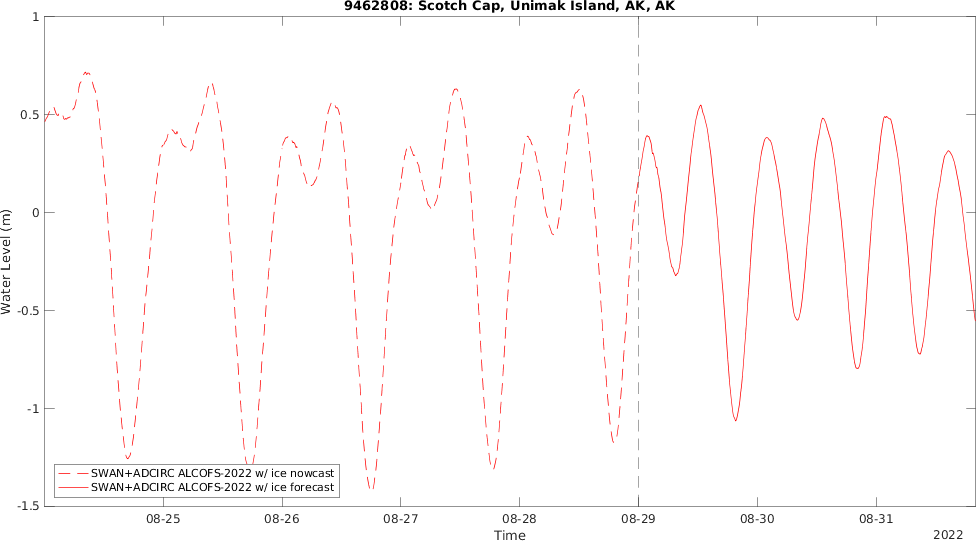 9462808: Scotch Cap, Unimak Island, AK, AK
1
0.5
0
-0.5
-1
-1.5
Water Level (m)
SWAN+ADCIRC ALCOFS-2022 w/ ice nowcast
SWAN+ADCIRC ALCOFS-2022 w/ ice forecast
08-25 08-26 08-27 08-28 08-29 08-30 08-31
Time
2022